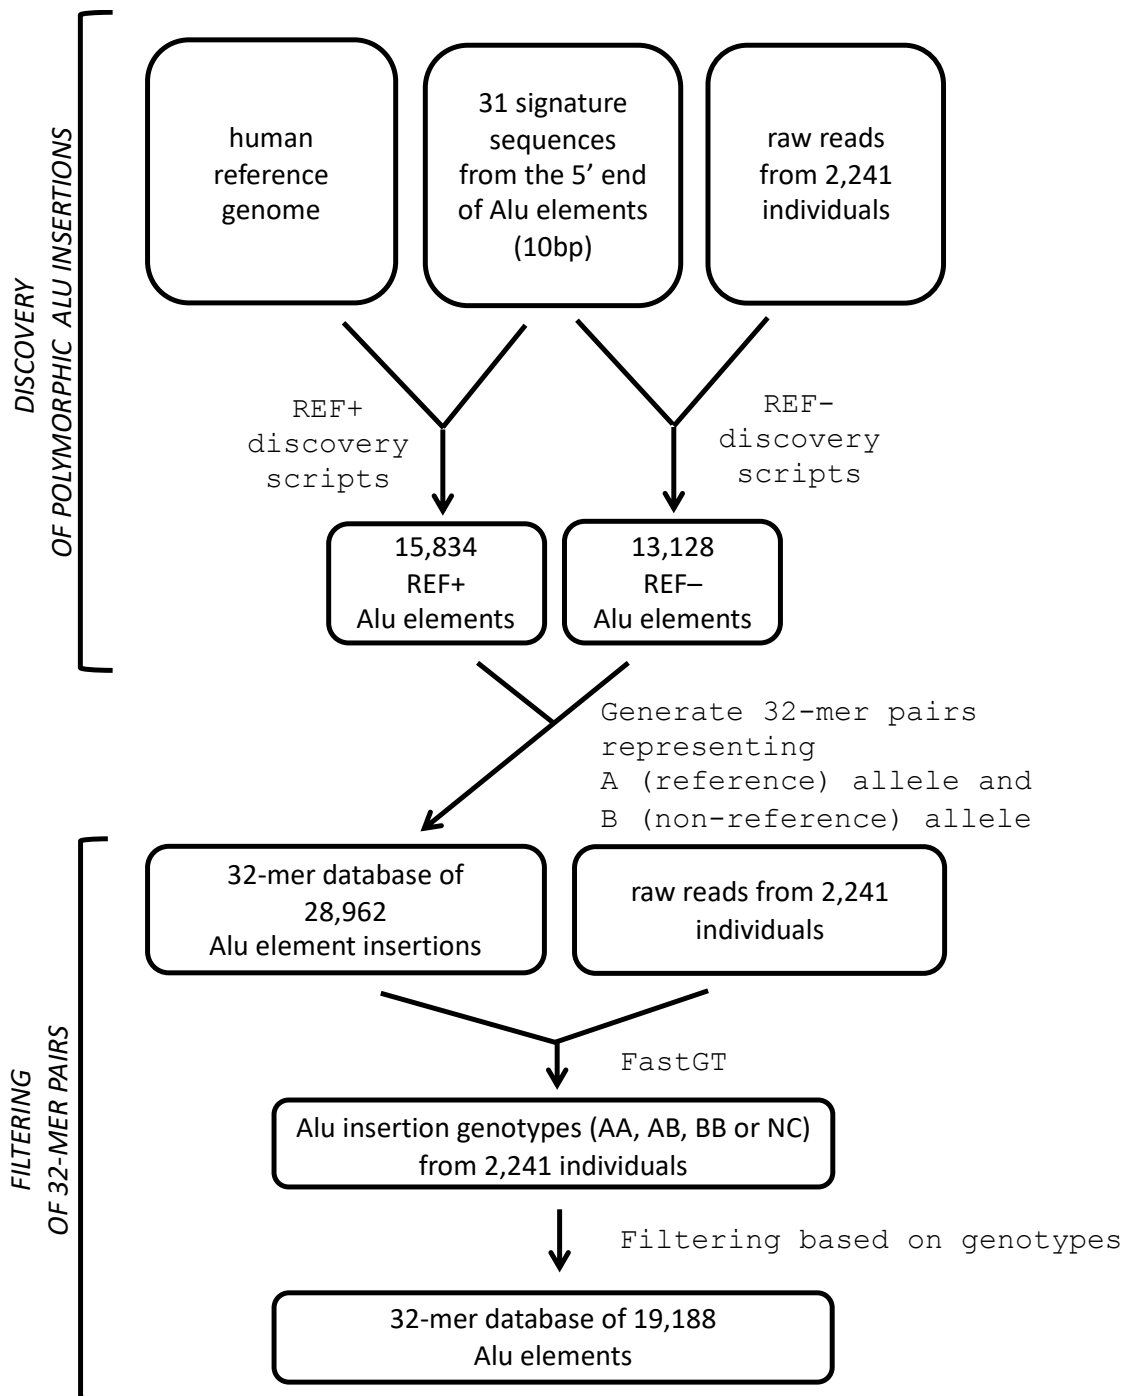 DISCOVERY
OF POLYMORPHIC ALU INSERTIONS
human
reference
genome
31 signature
sequences
from the 5’ end
of Alu elements
(10bp)
raw reads
from 2,241
individuals
REF+
discovery
scripts
REF-
discovery
scripts
15,834
REF+
Alu elements
13,128
REF–
Alu elements
Generate 32-mer pairs
representing
A (reference) allele and
B (non-reference) allele
FILTERING
OF 32-MER PAIRS
32-mer database of
28,962
Alu element insertions
raw reads from 2,241
individuals
FastGT
Alu insertion genotypes (AA, AB, BB or NC)
from 2,241 individuals
Filtering based on genotypes
32-mer database of 19,188
Alu elements